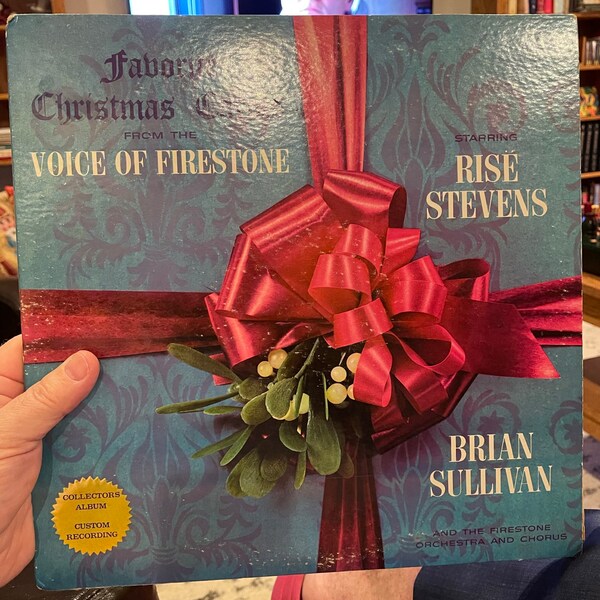 Favorite
Christmas
FROM THE
VOICE OF FIRESTONE
STARRING
RISË
STEVENS
BRIAN
SULLIVAN
AND THE FIRESTONE
ORCHESTRA AND CHORUS
COLLECTORS
ALBUM
CUSTOM
RECORDING